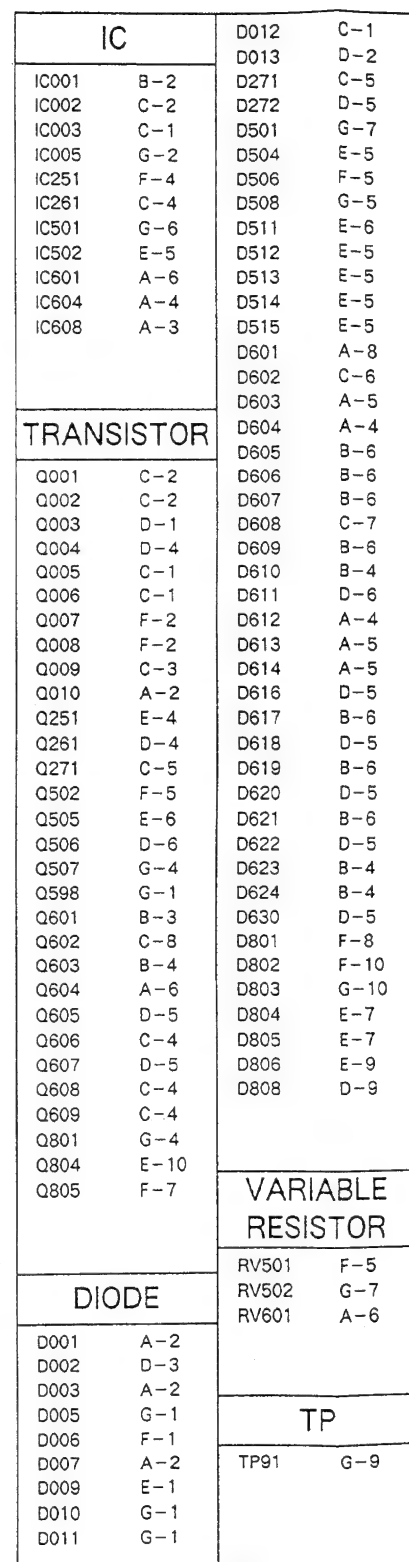 IC
IC001 B-2
IC002 C-2
IC003 C-1
IC005 G-2
IC251 F-4
IC261 C-4
IC501 G-6
IC502 E-5
IC601 A-6
IC604 A-4
IC608 A-3
TRANSISTOR
Q001 C-2
Q002 C-2
Q003 D-1
Q004 D-4
Q005 C-1
Q006 C-1
Q007 F-2
Q008 F-2
Q009 C-3
Q010 A-2
Q251 E-4
Q261 D-4
Q271 C-5
Q502 F-5
Q505 E-6
Q506 D-6
Q507 G-4
Q598 G-1
Q601 B-3
Q602 C-8
Q603 B-4
Q604 A-6
Q605 D-5
Q606 C-4
Q607 D-5
Q608 C-4
Q609 C-4
Q801 G-4
Q804 E-10
Q805 F-7
DIODE
D001 A-2
D002 D-3
D003 A-2
D005 G-1
D006 F-1
D007 A-2
D009 E-1
D010 G-1
D011 G-1
D012 C-1
D013 D-2
D271 C-5
D272 D-5
D501 G-7
D504 E-5
D506 F-5
D508 G-5
D511 E-6
D512 E-5
D513 E-5
D514 E-5
D515 E-5
D601 A-8
D602 C-6
D603 A-5
D604 A-4
D605 B-6
D606 B-6
D607 B-6
D608 C-7
D609 B-6
D610 B-4
D611 D-6
D612 A-4
D613 A-5
D614 A-5
D616 D-5
D617 B-6
D618 D-5
D619 B-6
D620 D-5
D621 B-6
D622 D-5
D623 B-4
D624 B-4
D630 D-5
D801 F-8
D802 F-10
D803 G-10
D804 E-7
D805 E-7
D806 E-9
D808 D-9
VARIABLE
RESISTOR
RV501 F-5
RV502 G-7
RV601 A-6
TP
TP91 G-9